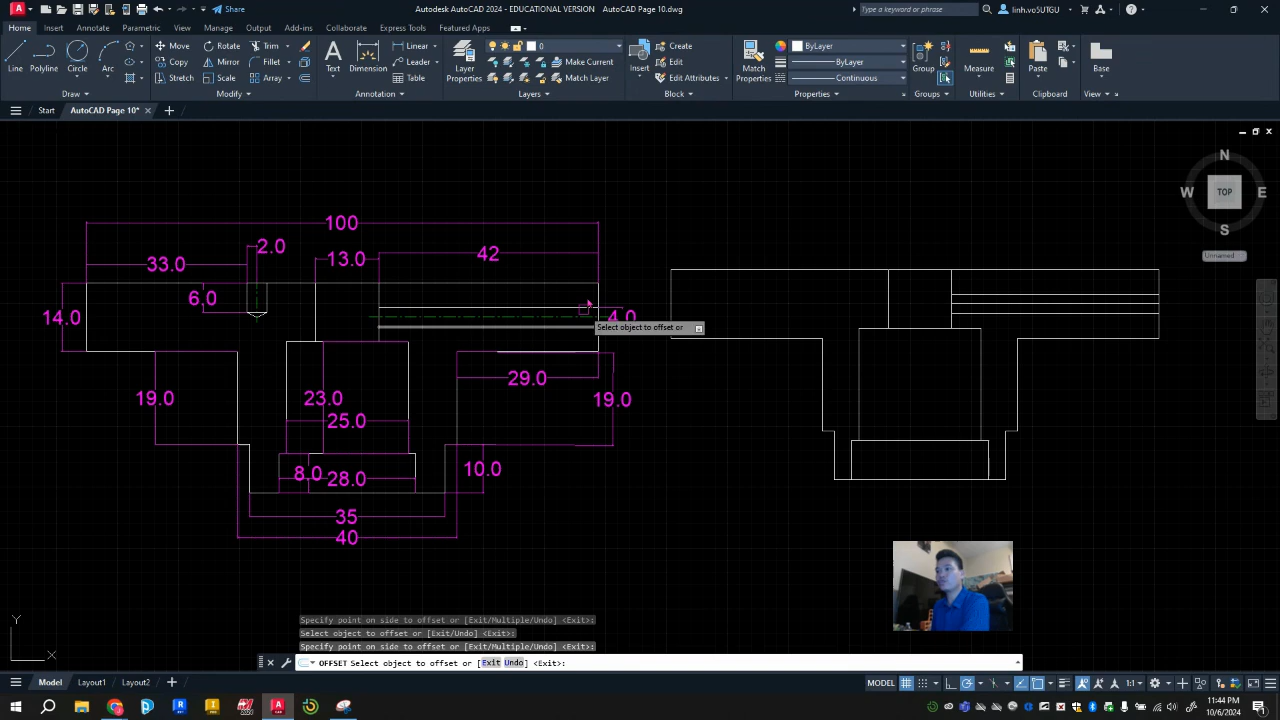 Share
Autodesk AutoCAD 2024 - EDUCATIONAL VERSION AutoCAD Page 10.dwg
Type a keyword or phrase
linh.vo5U1GU
Home Insert Annotate Parametric View Manage Output Add-ins Collaborate Express Tools Featured Apps
Line Polyline Circle Arc
Move Rotate Trim
Copy Mirror Fillet
Stretch Scale Array
Text Dimension
Linear
Leader
Table
Layer Properties
0
Make Current
Match Layer
Insert
Create
Edit
Edit Attributes
Match Properties
ByLayer
ByLayer
Continuous
Group
Measure
Paste
Base
Draw Modify Annotation Layers Block Properties Groups Utilities Clipboard View
Start AutoCAD Page 10*
N
W TOP E
S
Unnamed
100
2.0
42
13.0
33.0
6.0
14.0
4.0
Select object to offset or
29.0
23.0
19.0
19.0
25.0
8.0
28.0
10.0
35
40
Specify point on side to offset or [Exit/Multiple/Undo] <Exit>:
Select object to offset or [Exit/Undo] <Exit>:
Specify point on side to offset or [Exit/Multiple/Undo] <Exit>:
OFFSET Select object to offset or [Exit Undo] <Exit>:
Y
X
Model Layout1 Layout2
MODEL
1:1
11:44 PM
10/6/2024